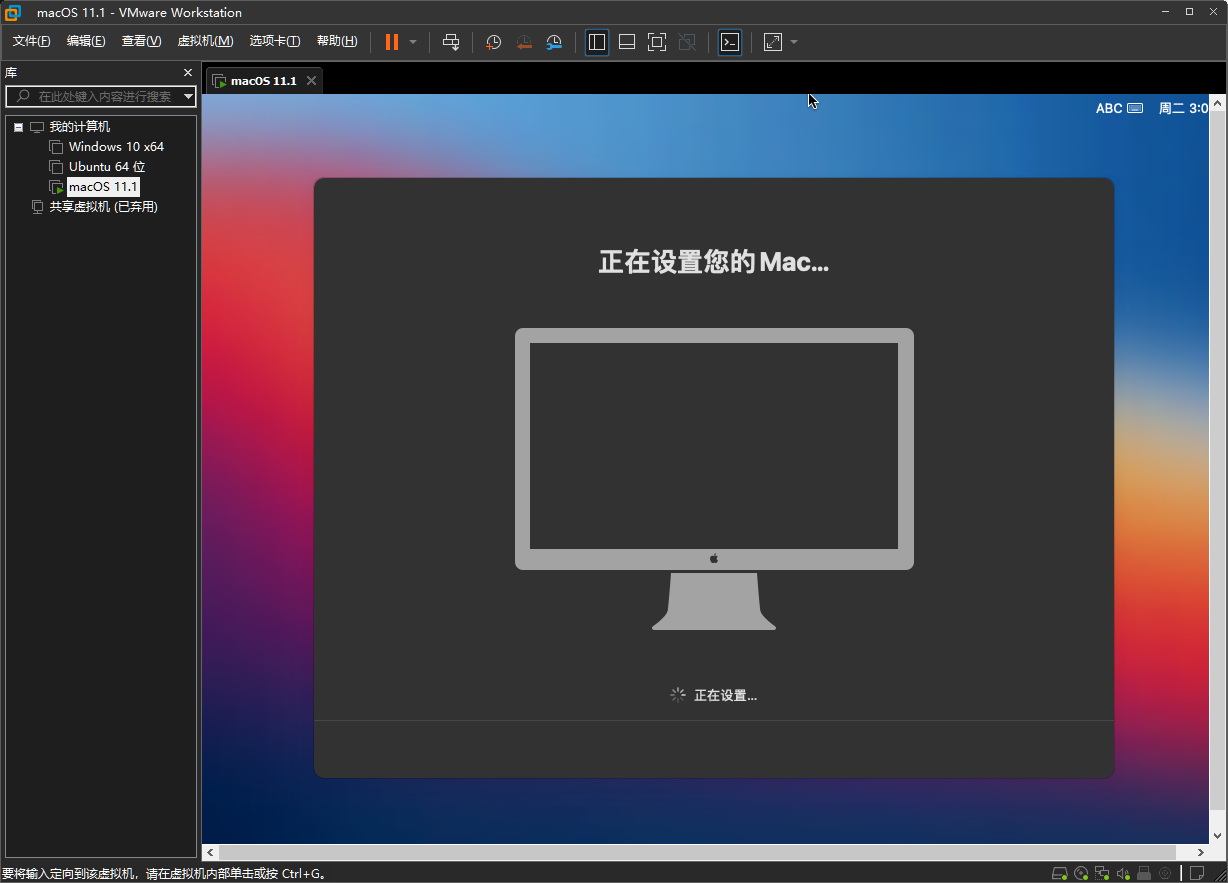 macOS 11.1 - VMware Workstation
文件(F) 编辑(E) 查看(V) 虚拟机(M) 选项卡(T) 帮助(H)
库
在此处键入内容进行搜索
我的计算机
Windows 10 x64
Ubuntu 64 位
macOS 11.1
共享虚拟机 (已弃用)
macOS 11.1
ABC 周二 3:0
正在设置您的 Mac...
正在设置...
要将输入定向到该虚拟机，请在虚拟机内部单击或按 Ctrl+G。